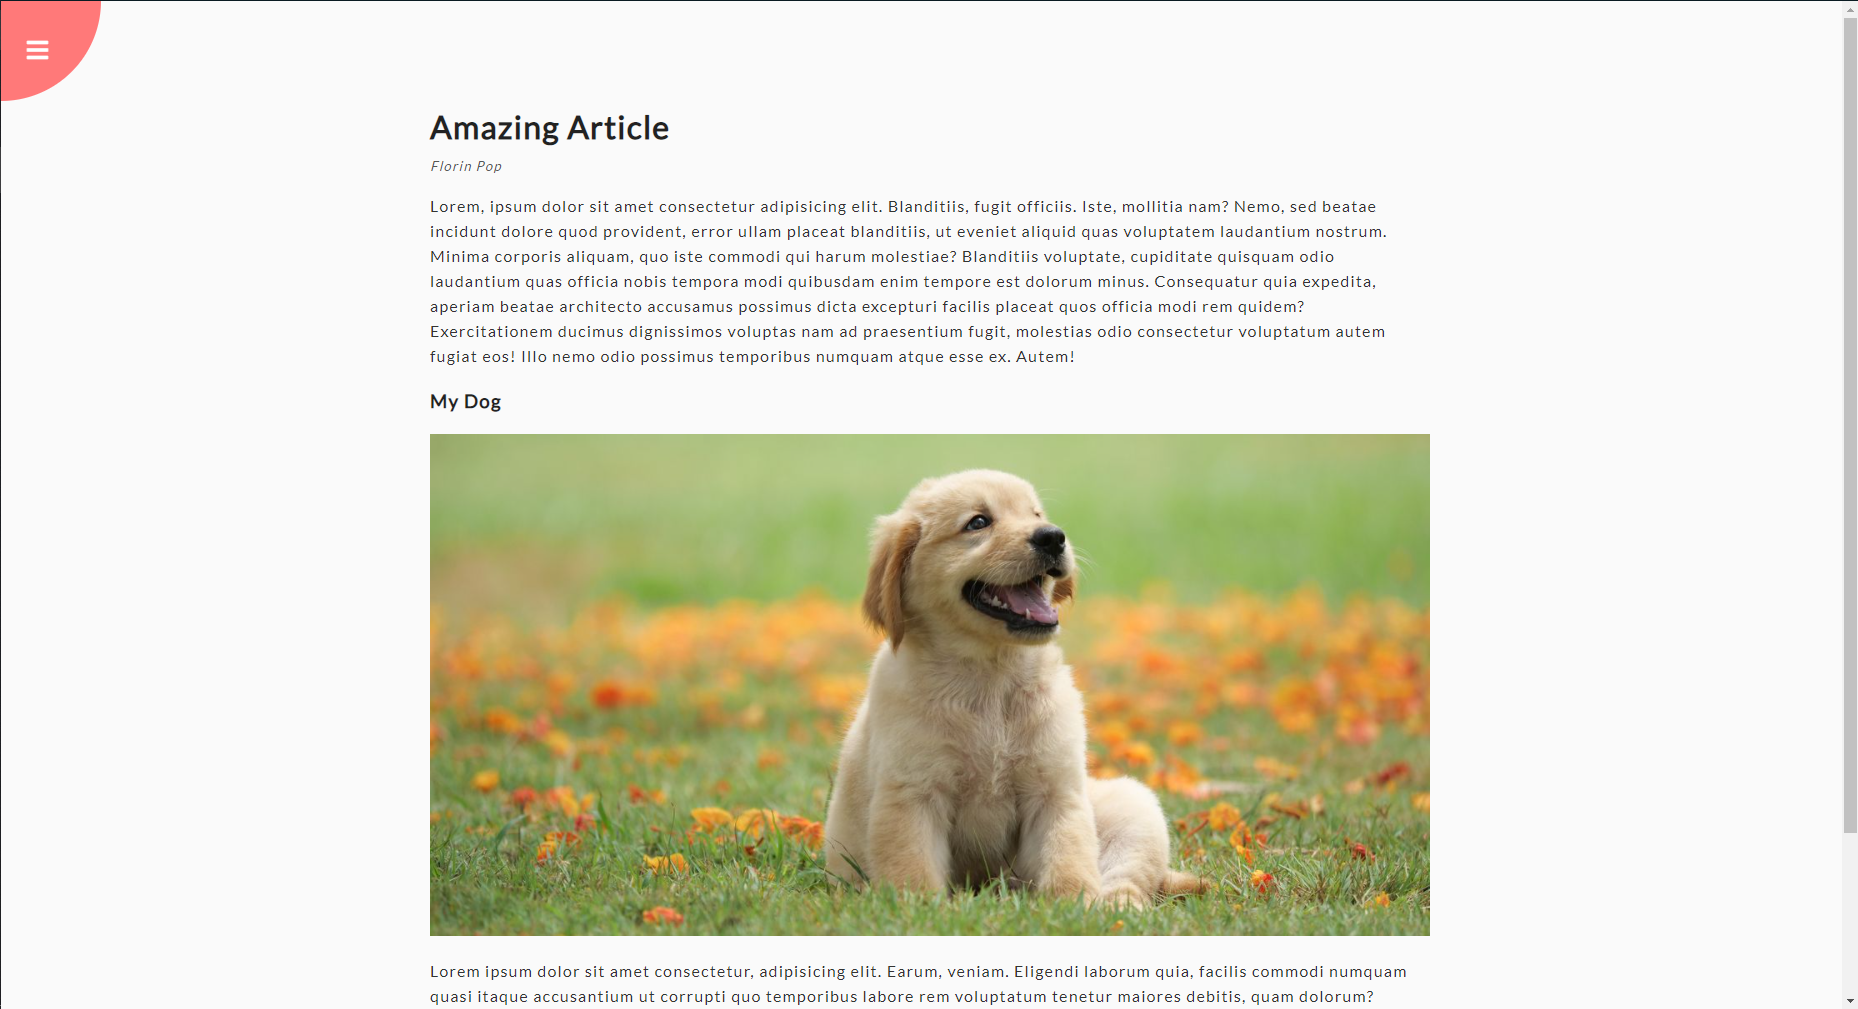 Amazing Article
Florin Pop
Lorem, ipsum dolor sit amet consectetur adipisicing elit. Blanditiis, fugit officiis. Iste, mollitia nam? Nemo, sed beatae
incidunt dolore quod provident, error ullam placeat blanditiis, ut eveniet aliquid quas voluptatem laudantium nostrum.
Minima corporis aliquam, quo iste commodi qui harum molestiae? Blanditiis voluptate, cupiditate quisquam odio
laudantium quas officia nobis tempora modi quibusdam enim tempore est dolorum minus. Consequatur quia expedita,
aperiam beatae architecto accusamus possimus dicta excepturi facilis placeat quos officia modi rem quidem?
Exercitationem ducimus dignissimos voluptas nam ad praesentium fugit, molestias odio consectetur voluptatum autem
fugiat eos! Illo nemo odio possimus temporibus numquam atque esse ex. Autem!
My Dog
Lorem ipsum dolor sit amet consectetur, adipisicing elit. Earum, veniam. Eligendi laborum quia, facilis commodi numquam
quasi itaque accusantium ut corrupti quo temporibus labore rem voluptatum tenetur maiores debitis, quam dolorum?